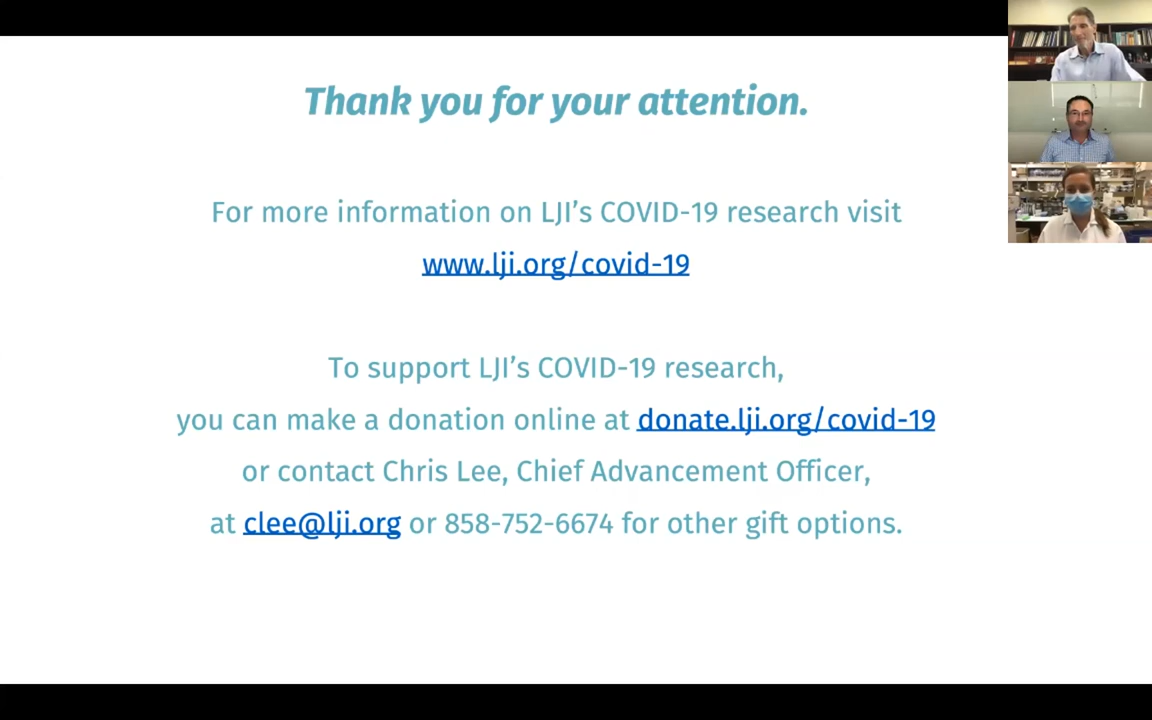 Thank you for your attention.
For more information on LJI’s COVID-19 research visit
www.lji.org/covid-19
To support LJI’s COVID-19 research,
you can make a donation online at donate.lji.org/covid-19
or contact Chris Lee, Chief Advancement Officer,
at clee@lji.org or 858-752-6674 for other gift options.